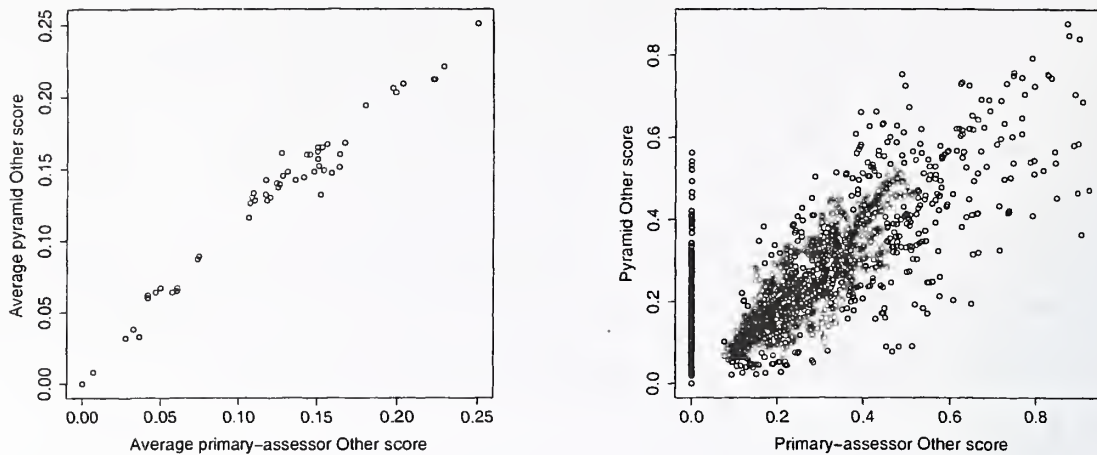 Average pyramid Other score
0.25
0.20
0.15
0.10
0.05
0.00
0.00 0.05 0.10 0.15 0.20 0.25
Average primary-assessor Other score
Pyramid Other score
0.8
0.6
0.4
0.2
0.0
0.0 0.2 0.4 0.6 0.8
Primary-assessor Other score